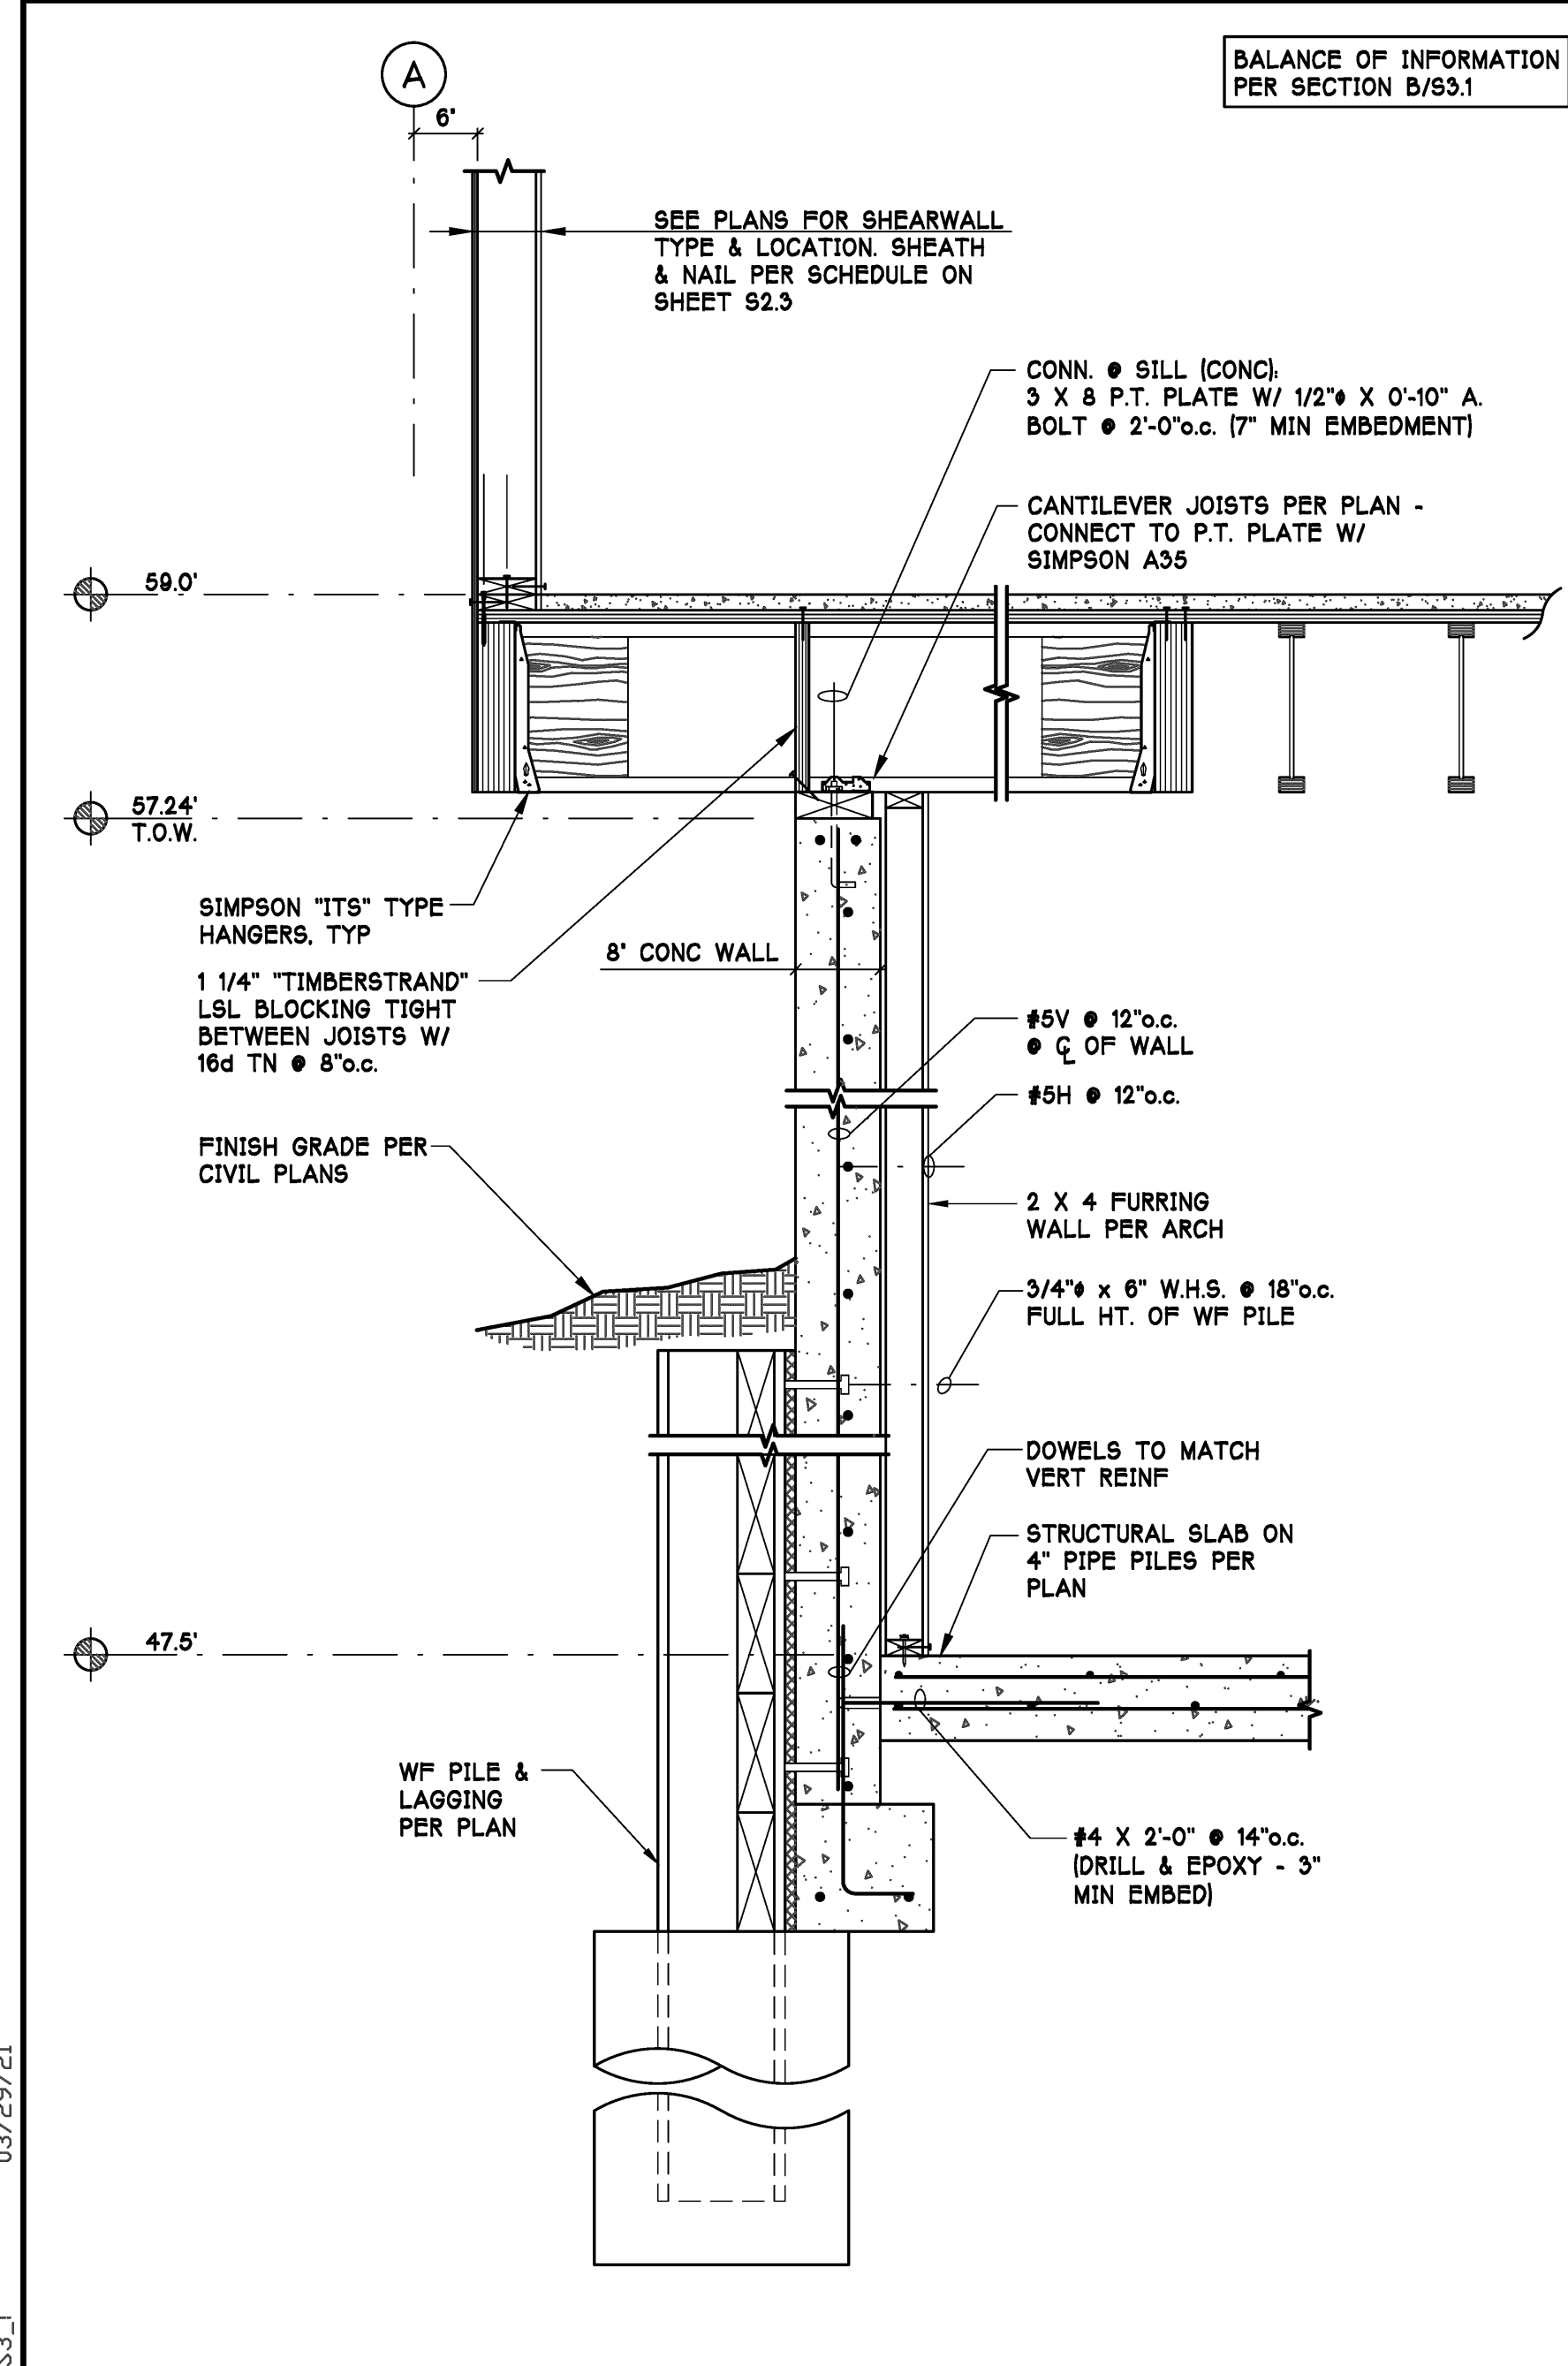 BALANCE OF INFORMATION
PER SECTION B/S3.1
A
6"
SEE PLANS FOR SHEARWALL
TYPE & LOCATION. SHEATH
& NAIL PER SCHEDULE ON
SHEET S2.3
CONN. @ SILL (CONC):
3 X 8 P.T. PLATE W/ 1/2"ø X 0'-10" A.
BOLT @ 2'-0"o.c. (7" MIN EMBEDMENT)
CANTILEVER JOISTS PER PLAN -
CONNECT TO P.T. PLATE W/
SIMPSON A35
59.0'
57.24'
T.O.W.
SIMPSON "ITS" TYPE
HANGERS, TYP
8" CONC WALL
1 1/4" "TIMBERSTRAND"
LSL BLOCKING TIGHT
BETWEEN JOISTS W/
16d TN @ 8"o.c.
#5V @ 12"o.c.
@ ℄ OF WALL
#5H @ 12"o.c.
FINISH GRADE PER
CIVIL PLANS
2 X 4 FURRING
WALL PER ARCH
3/4"ø x 6" W.H.S. @ 18"o.c.
FULL HT. OF WF PILE
DOWELS TO MATCH
VERT REINF
STRUCTURAL SLAB ON
4" PIPE PILES PER
PLAN
47.5'
WF PILE &
LAGGING
PER PLAN
#4 X 2'-0" @ 14"o.c.
(DRILL & EPOXY - 3"
MIN EMBED)
03/29/21
S3_1